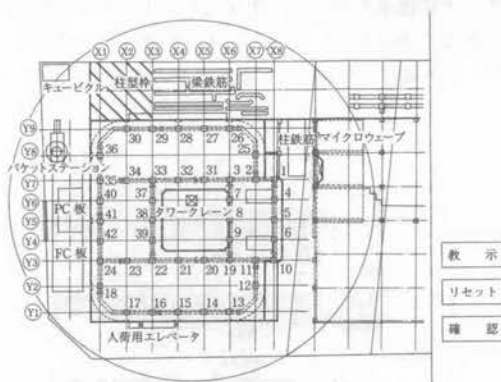 X1 X2 X3 X4 X5 X6 X7 X8
キュービクル 柱型枠 梁鉄筋
Y9 30 29 28 27 26 柱鉄筋 マイクロウェーブ
Y8 36 25
バケットステーション
Y7 35 34 33 32 31 3 2 1
Y6 40 37 7 4
PC板 タワークレーン
Y5 41 38 8 5
Y4 42 39 9 6
FC板
Y3 24 23 22 21 20 19 11 10
Y2 18 12
Y1 17 16 15 14 13
人荷用エレベータ
教示
リセット
確認